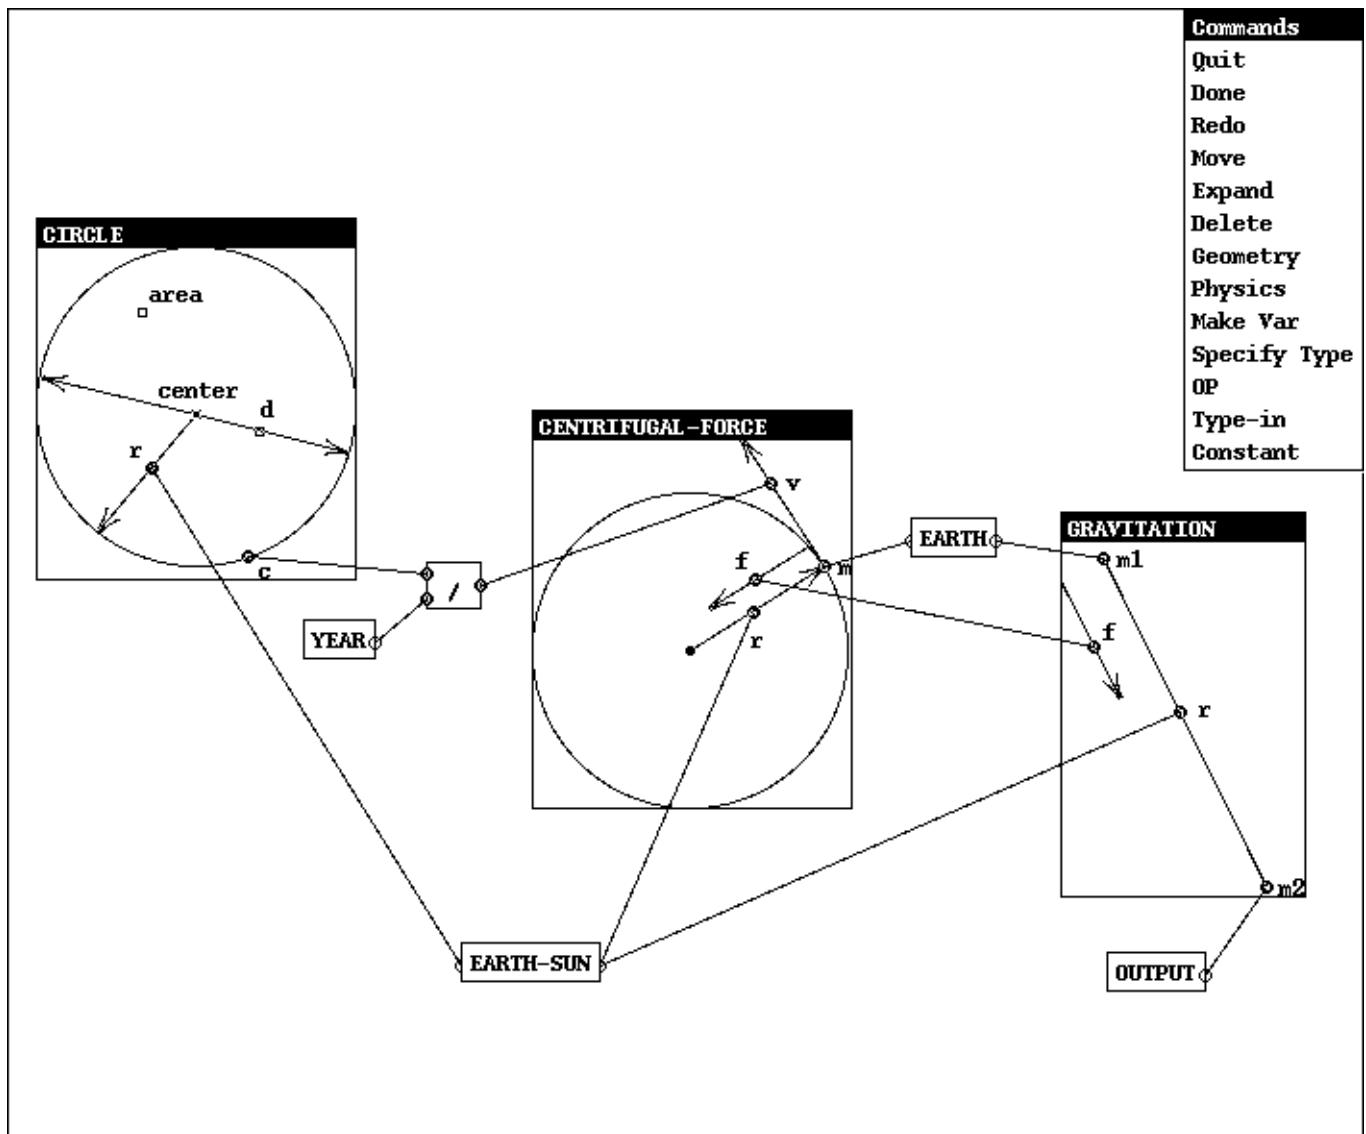 Commands
Quit
Done
Redo
Move
Expand
Delete
Geometry
Physics
Make Var
Specify Type
OP
Type-in
Constant
CIRCLE
area
center
d
r
c
/
YEAR
CENTRIFUGAL-FORCE
v
f
m
r
EARTH
GRAVITATION
m1
f
r
m2
EARTH-SUN
OUTPUT